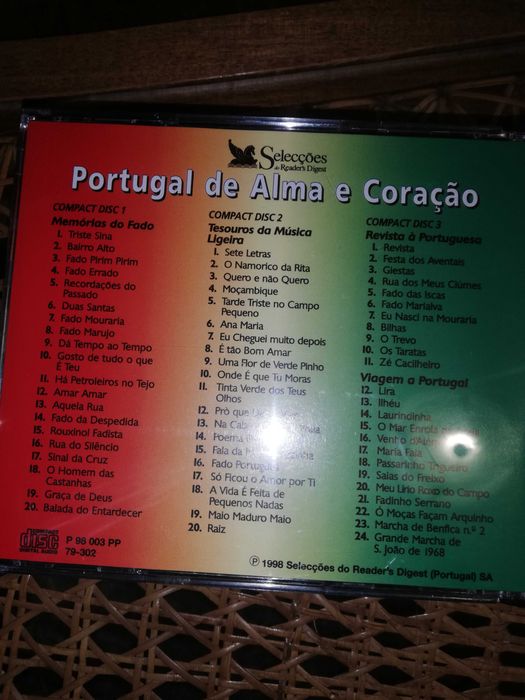 Selecções
do Reader's Digest
Portugal de Alma e Coração
COMPACT DISC 1
Memórias do Fado
1. Triste Sina
2. Bairro Alto
3. Fado Pirim Pirim
4. Fado Errado
5. Recordações do
Passado
6. Duas Santas
7. Fado Mouraria
8. Fado Marujo
9. Dá Tempo ao Tempo
10. Gosto de tudo o que
É Teu
11. Há Petroleiros no Tejo
12. Amar Amar
13. Aquela Rua
14. Fado da Despedida
15. Rouxinol Fadista
16. Rua do Silêncio
17. Sinal da Cruz
18. O Homem das
Castanhas
19. Graça de Deus
20. Balada do Entardecer
COMPACT DISC 2
Tesouros da Música
Ligeira
1. Sete Letras
2. O Namorico da Rita
3. Quero e não Quero
4. Moçambique
5. Tarde Triste no Campo
Pequeno
6. Ana Maria
7. Eu Cheguei muito depois
8. É tão Bom Amar
9. Uma Flor de Verde Pinho
10. Onde É que Tu Moras
11. Tinta Verde dos Teus
Olhos
12. Prò que
13. Na
14. Poema
15. Fala da
16. Fado
17. Só Ficou o Amor por Ti
18. A Vida É Feita de
Pequenos Nadas
19. Maio Maduro Maio
20. Raiz
COMPACT DISC 3
Revista à Portuguesa
1. Revista
2. Festa dos Aventais
3. Giestas
4. Rua dos Meus Ciúmes
5. Fado das Iscas
6. Fado Marialva
7. Eu Nasci na Mouraria
8. Bilhas
9. O Trevo
10. Os Taratas
11. Zé Cacilheiro
Viagem a Portugal
12. Lira
13. Ilhéu
14. Laurindinha
15. O Mar Enrola
16. Venho
17. Maria Faia
18. Passarinho Trigueiro
19. Saias do Freixo
20. Meu Lírio Roxo do Campo
21. Fadinho Serrano
22. Ó Moças Façam Arquinho
23. Marcha de Benfica n.º 2
24. Grande Marcha de
S. João de 1968
COMPACT
disc
DIGITAL AUDIO
P 98 003 PP
79-302
℗ 1998 Selecções do Reader's Digest (Portugal) SA